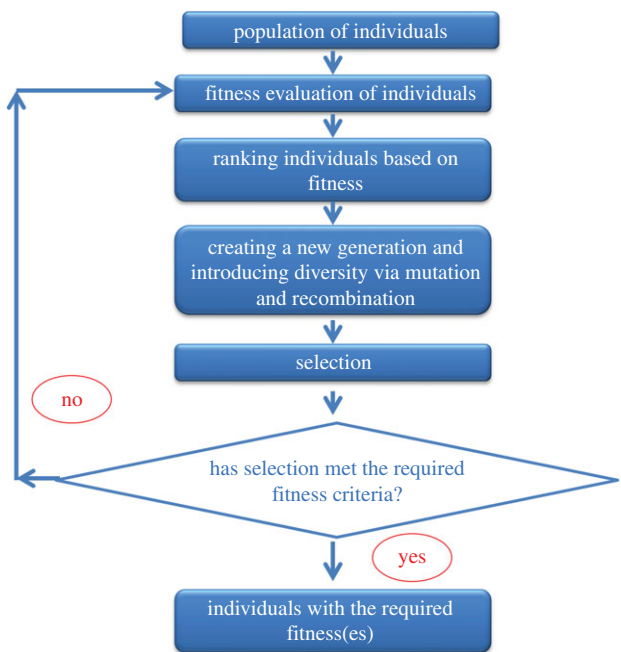 population of individuals
fitness evaluation of individuals
ranking individuals based on
fitness
creating a new generation and
introducing diversity via mutation
and recombination
selection
no
has selection met the required
fitness criteria?
yes
individuals with the required
fitness(es)